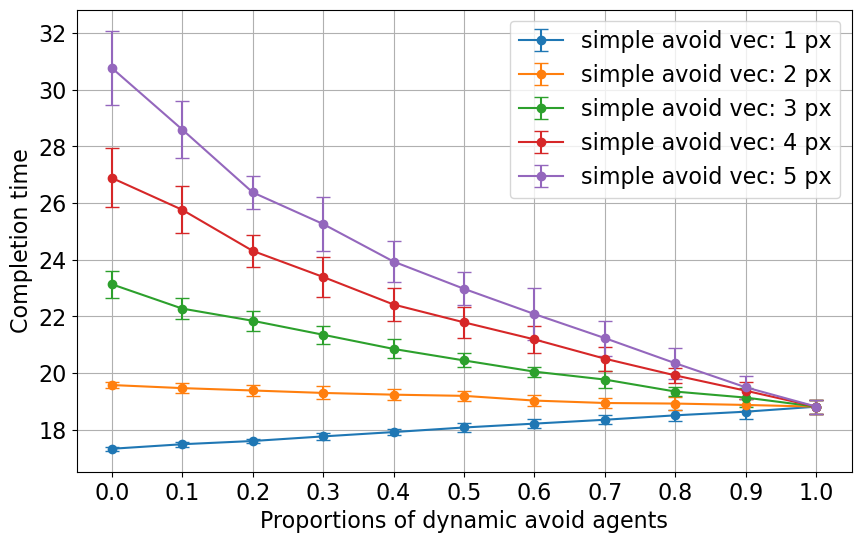 simple avoid vec: 1 px
simple avoid vec: 2 px
simple avoid vec: 3 px
simple avoid vec: 4 px
simple avoid vec: 5 px
32
30
28
26
24
22
20
18
Completion time
0.0 0.1 0.2 0.3 0.4 0.5 0.6 0.7 0.8 0.9 1.0
Proportions of dynamic avoid agents